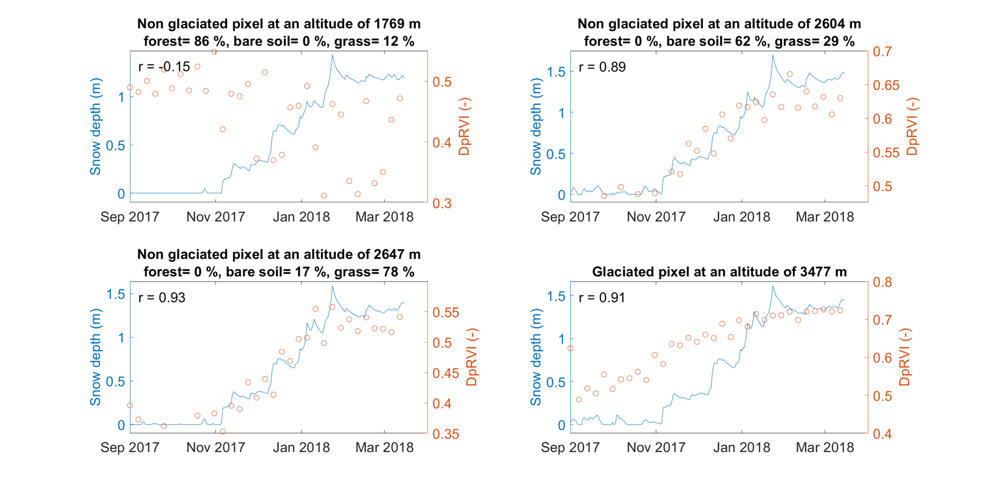 Non glaciated pixel at an altitude of 1769 m
forest= 86 %, bare soil= 0 %, grass= 12 %
r = -0.15
Snow depth (m)
1
0.5
0
0.5
0.4
0.3
DpRVI (-)
Sep 2017 Nov 2017 Jan 2018 Mar 2018
Non glaciated pixel at an altitude of 2604 m
forest= 0 %, bare soil= 62 %, grass= 29 %
r = 0.89
Snow depth (m)
1.5
1
0.5
0
0.7
0.65
0.6
0.55
0.5
DpRVI (-)
Sep 2017 Nov 2017 Jan 2018 Mar 2018
Non glaciated pixel at an altitude of 2647 m
forest= 0 %, bare soil= 17 %, grass= 78 %
r = 0.93
Snow depth (m)
1.5
1
0.5
0
0.55
0.5
0.45
0.4
0.35
DpRVI (-)
Sep 2017 Nov 2017 Jan 2018 Mar 2018
Glaciated pixel at an altitude of 3477 m
r = 0.91
Snow depth (m)
1.5
1
0.5
0
0.8
0.7
0.6
0.5
0.4
DpRVI (-)
Sep 2017 Nov 2017 Jan 2018 Mar 2018